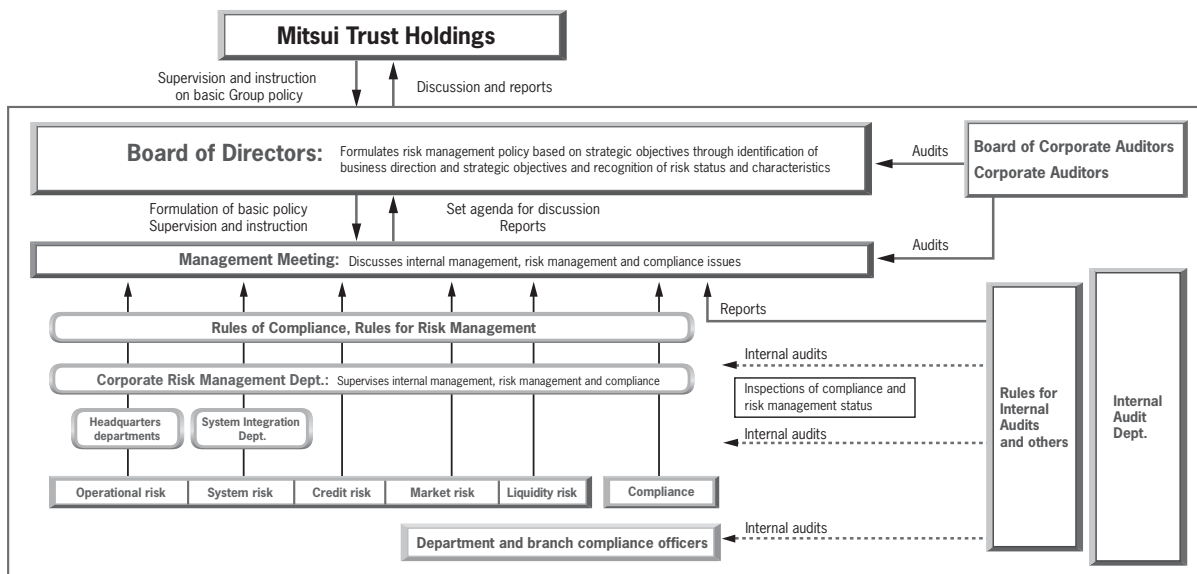 Mitsui Trust Holdings
Supervision and instruction
on basic Group policy
Discussion and reports
Board of Directors: Formulates risk management policy based on strategic objectives through identification of
business direction and strategic objectives and recognition of risk status and characteristics
Audits
Board of Corporate Auditors
Corporate Auditors
Formulation of basic policy
Supervision and instruction
Set agenda for discussion
Reports
Management Meeting: Discusses internal management, risk management and compliance issues
Audits
Reports
Rules of Compliance, Rules for Risk Management
Internal audits
Corporate Risk Management Dept.: Supervises internal management, risk management and compliance
Inspections of compliance and
risk management status
Headquarters
departments
System Integration
Dept.
Internal audits
Rules for
Internal
Audits
and others
Internal
Audit
Dept.
Operational risk
System risk
Credit risk
Market risk
Liquidity risk
Compliance
Department and branch compliance officers
Internal audits